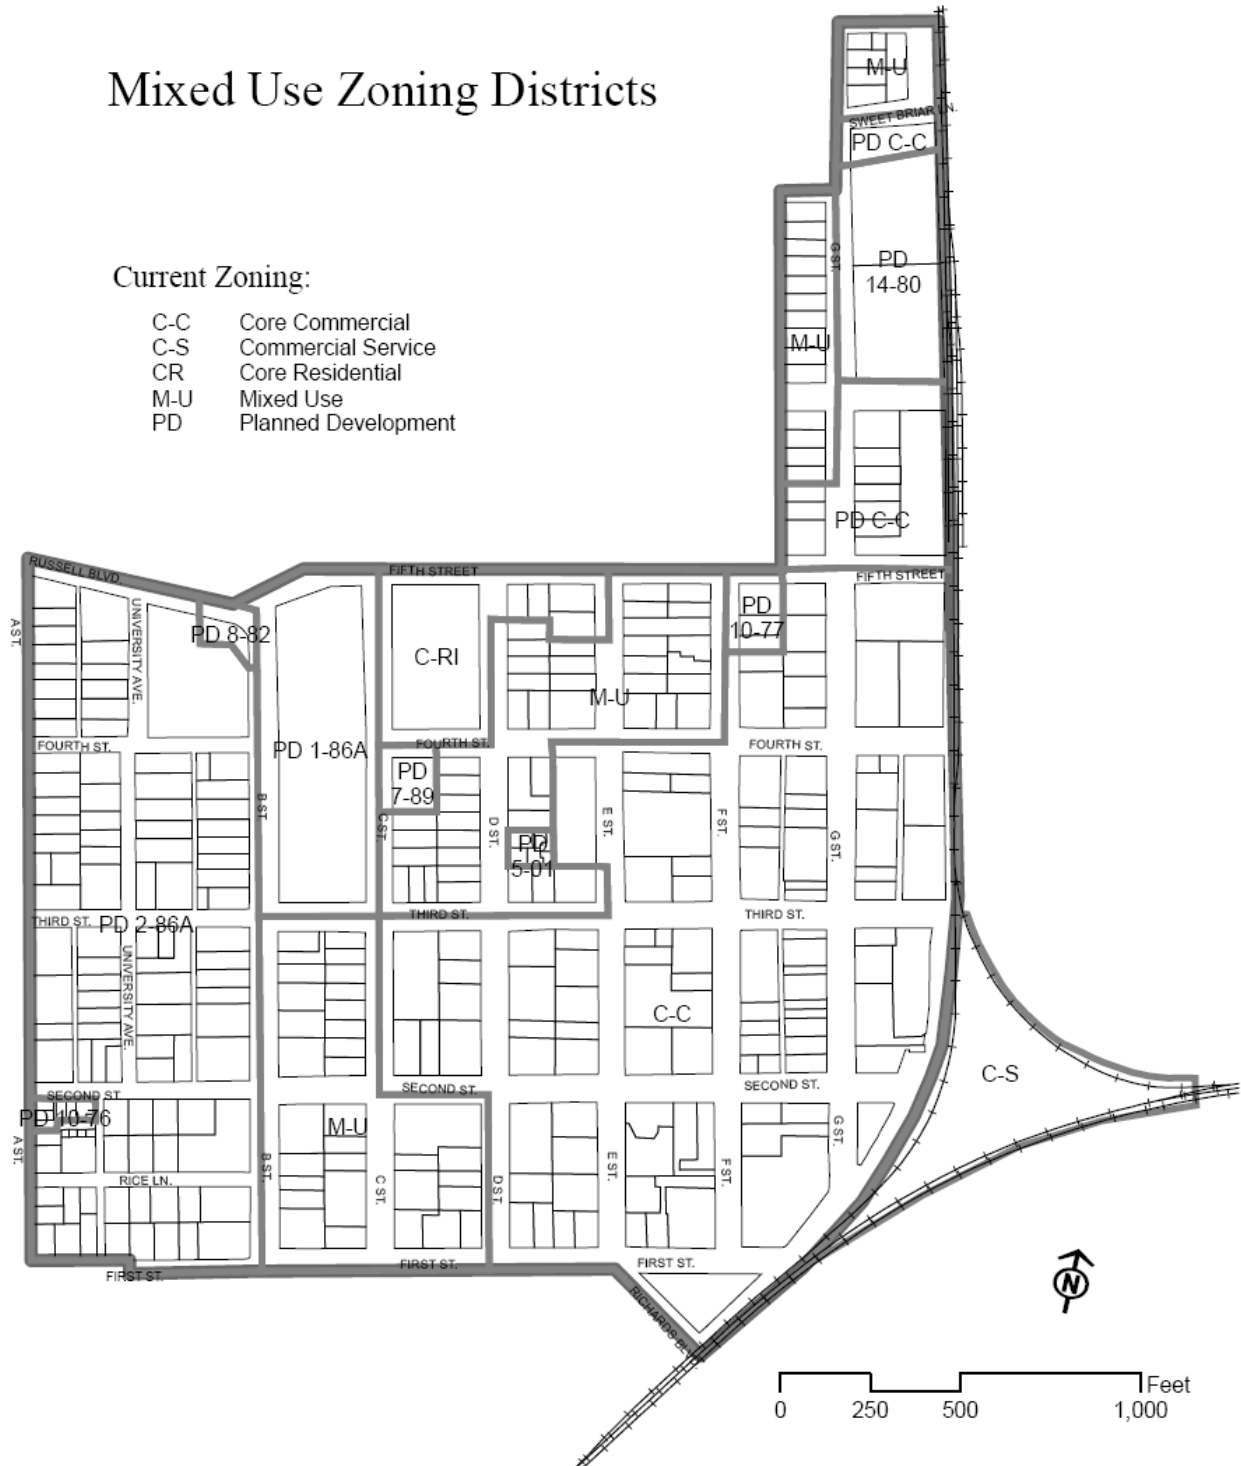 Mixed Use Zoning Districts
M-U
SWEET BRIAR LN.
PD C-C
G ST.
PD
14-80
Current Zoning:
C-C Core Commercial
C-S Commercial Service
CR Core Residential
M-U Mixed Use
PD Planned Development
M-U
PD C-C
RUSSELL BLVD.
FIFTH STREET
FIFTH STREET
A ST.
UNIVERSITY AVE.
PD 8-82
PD
10-77
C-RI
M-U
FOURTH ST.
PD 1-86A
FOURTH ST.
FOURTH ST.
PD
7-89
B ST.
C ST.
D ST.
E ST.
F ST.
G ST.
PD
5-01
THIRD ST.
PD 2-86A
THIRD ST.
THIRD ST.
UNIVERSITY AVE.
C-C
C-S
SECOND ST.
SECOND ST.
SECOND ST.
PD 10-76
M-U
A ST.
B ST.
C ST.
D ST.
E ST.
F ST.
G ST.
RICE LN.
FIRST ST.
FIRST ST.
FIRST ST.
RICHARDS BLV
N
Feet
0 250 500 1,000